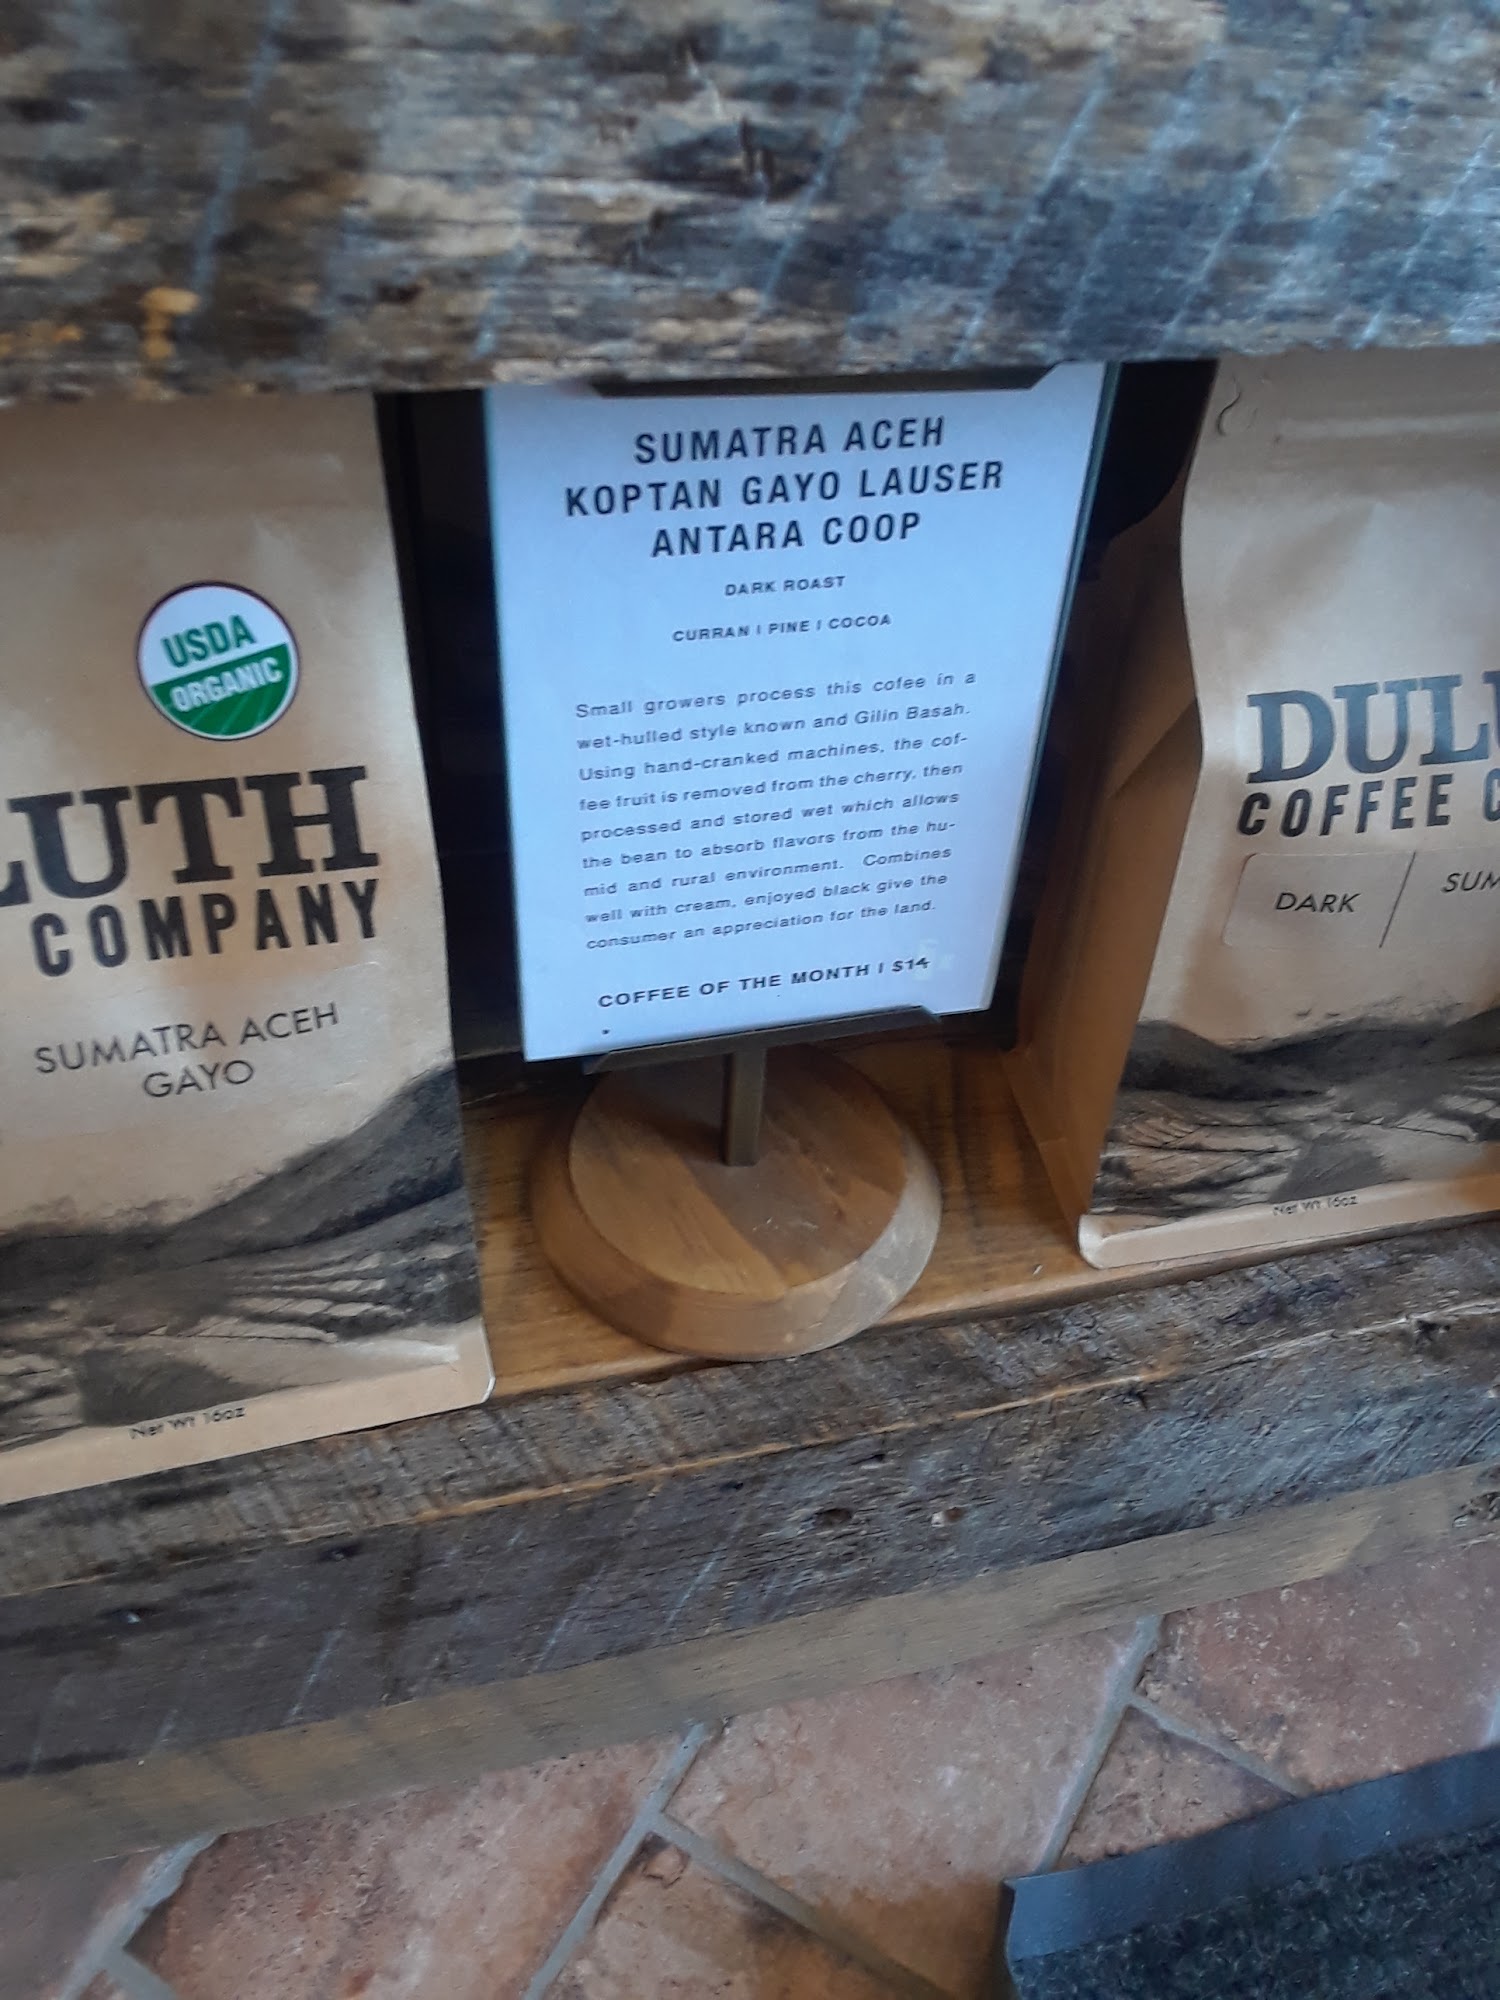 USDA
ORGANIC
LUTH
COMPANY
SUMATRA ACEH
GAYO
Net Wt 16oz
SUMATRA ACEH
KOPTAN GAYO LAUSER
ANTARA COOP
DARK ROAST
CURRAN | PINE | COCOA
Small growers process this cofee in a
wet-hulled style known and Gilin Basah.
Using hand-cranked machines, the cof-
fee fruit is removed from the cherry, then
processed and stored wet which allows
the bean to absorb flavors from the hu-
mid and rural environment. Combines
well with cream, enjoyed black give the
consumer an appreciation for the land.
COFFEE OF THE MONTH | $14
.
DUL
COFFEE C
DARK | SUM
Net Wt 16oz